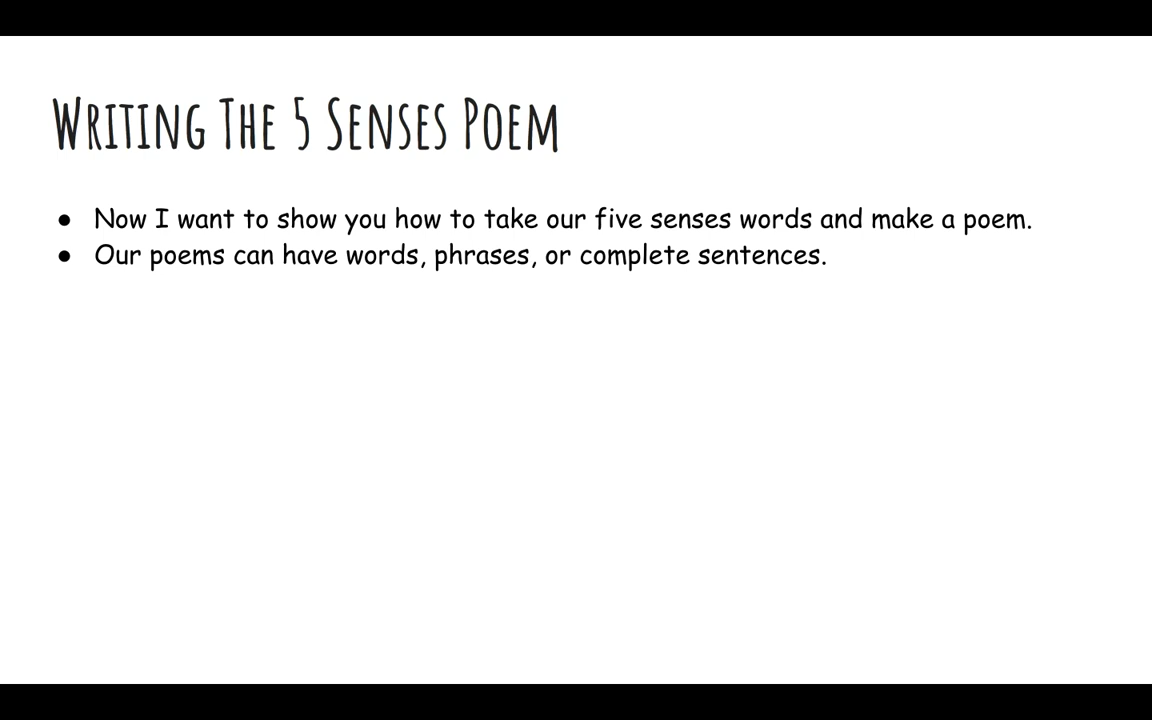 Writing The 5 Senses Poem
● Now I want to show you how to take our five senses words and make a poem.
● Our poems can have words, phrases, or complete sentences.